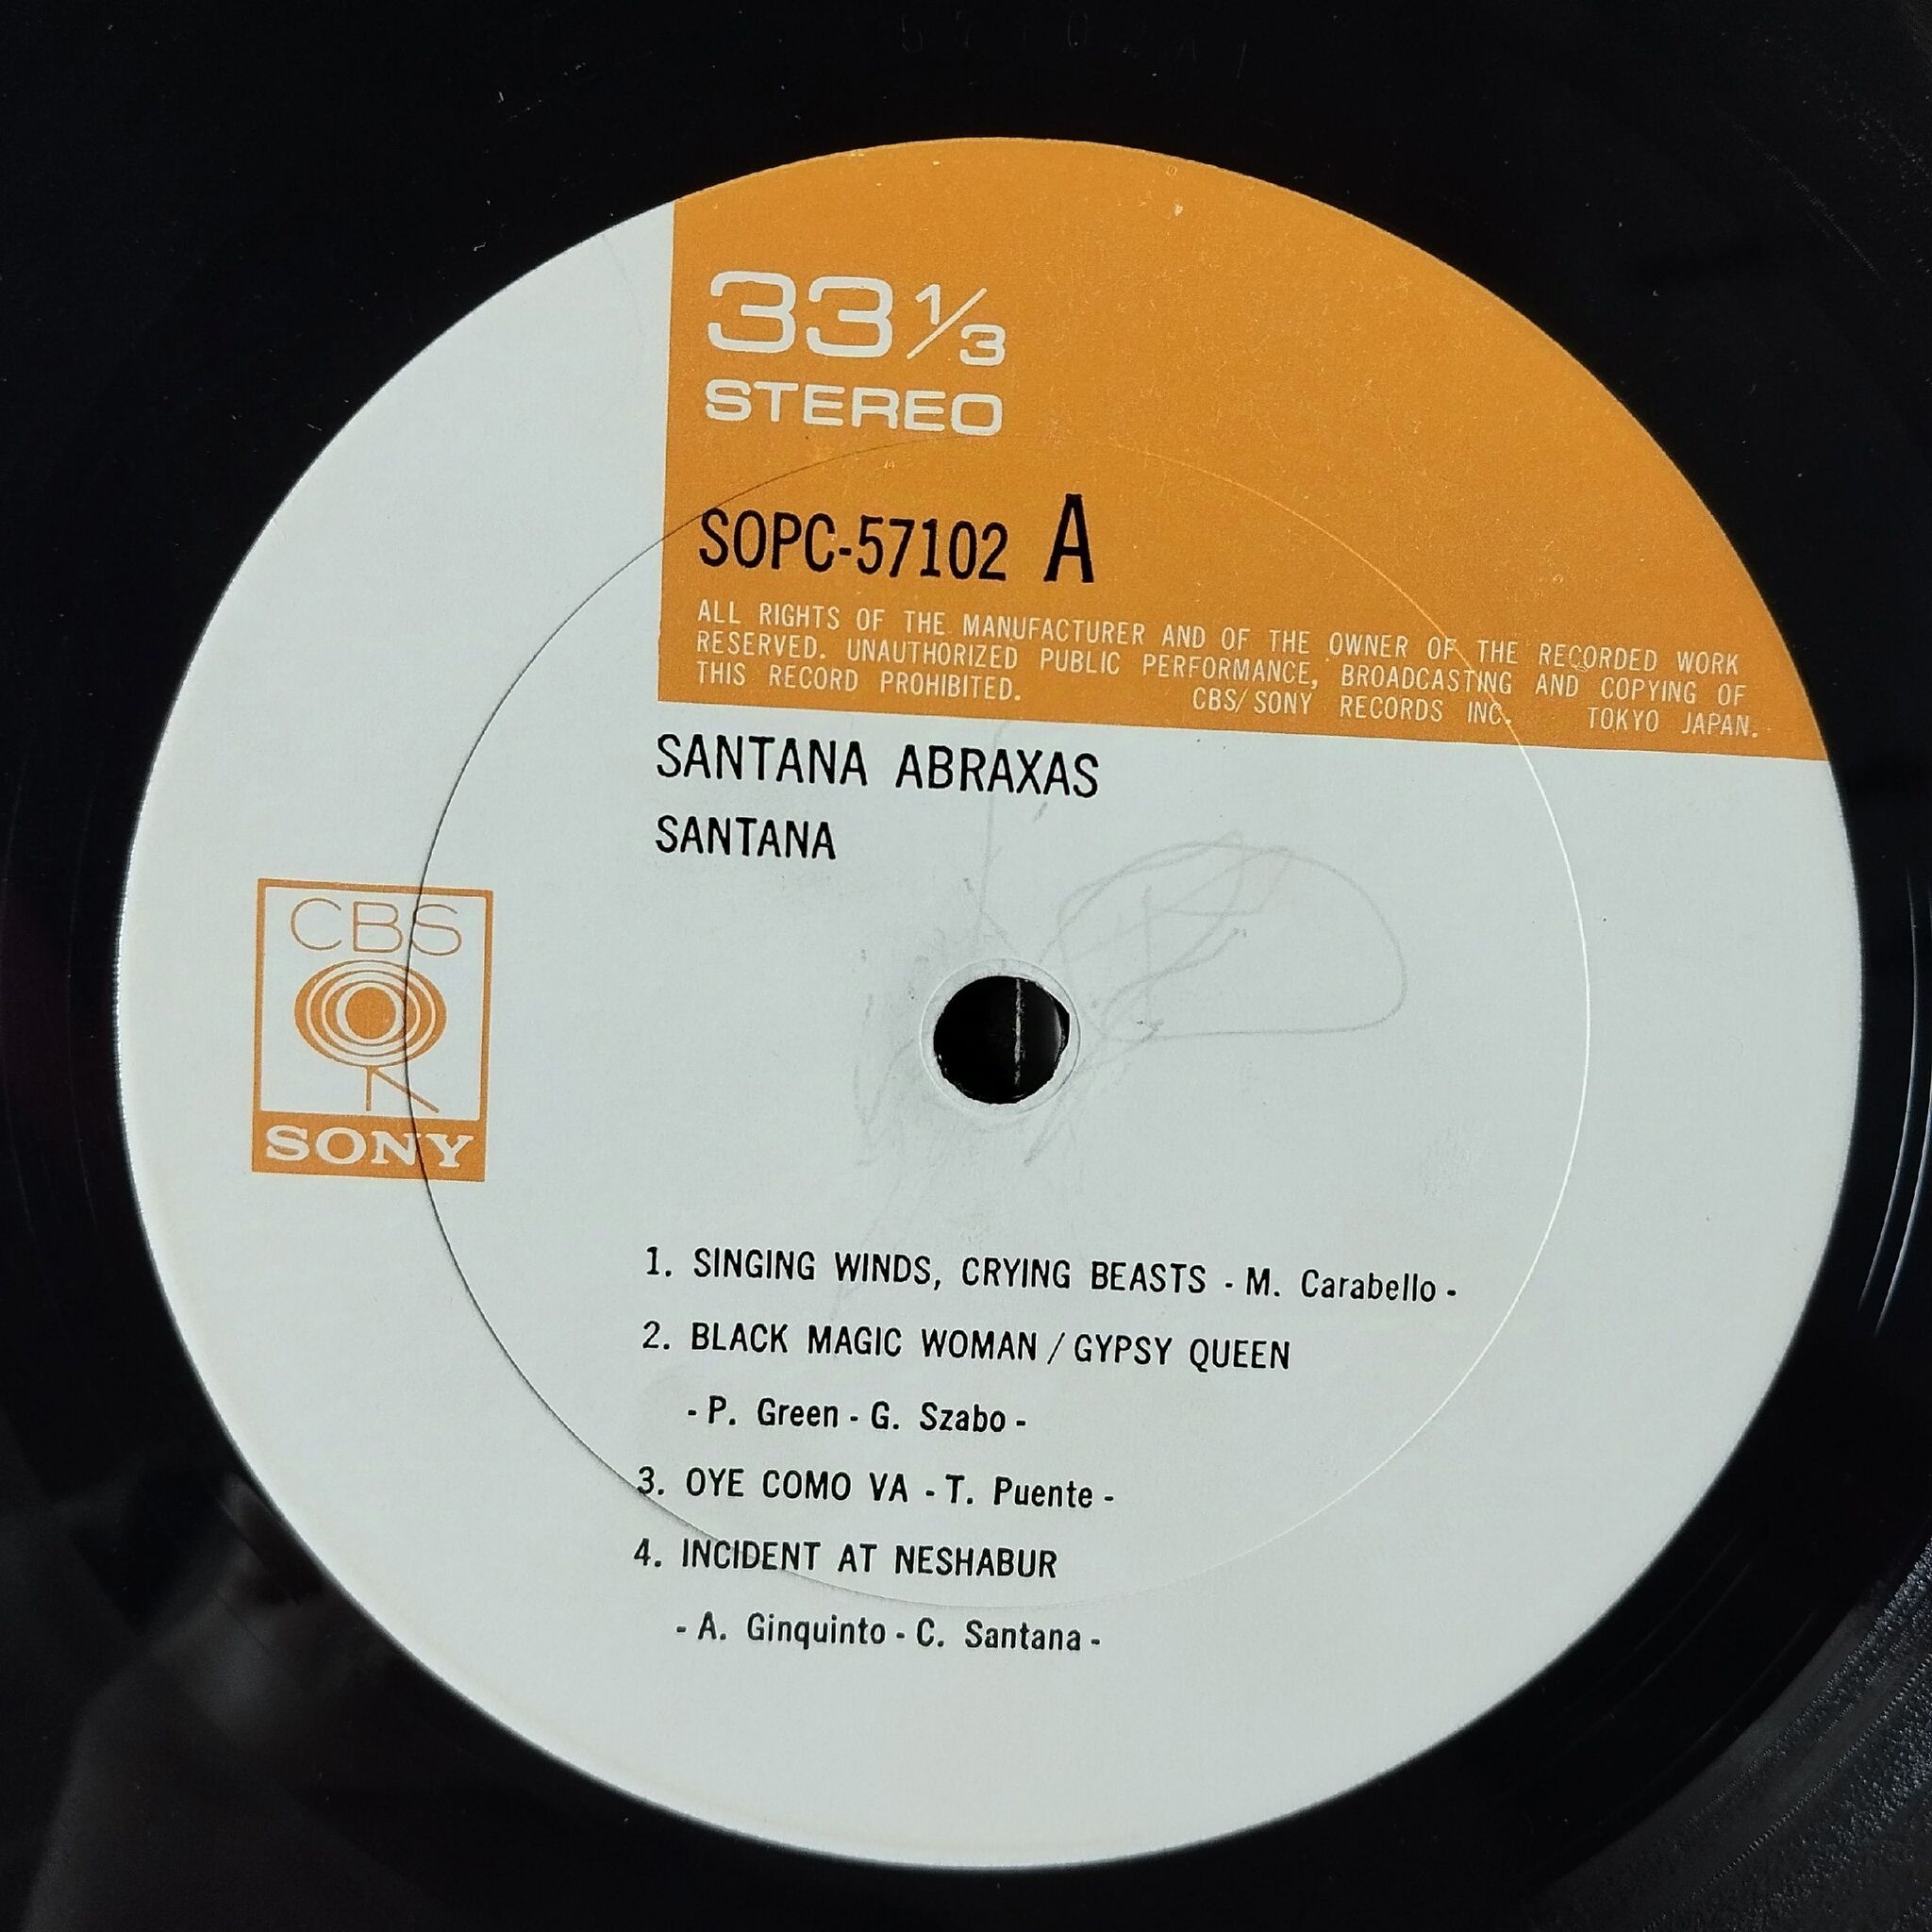 33 1/3
STEREO
SOPC-57102 A
ALL RIGHTS OF THE MANUFACTURER AND OF THE OWNER OF THE RECORDED WORK
RESERVED. UNAUTHORIZED PUBLIC PERFORMANCE, BROADCASTING AND COPYING OF
THIS RECORD PROHIBITED. CBS/SONY RECORDS INC. TOKYO JAPAN.
SANTANA ABRAXAS
SANTANA
CBS
SONY
1. SINGING WINDS, CRYING BEASTS - M. Carabello -
2. BLACK MAGIC WOMAN / GYPSY QUEEN
- P. Green - G. Szabo -
3. OYE COMO VA - T. Puente -
4. INCIDENT AT NESHABUR
- A. Ginquinto - C. Santana -